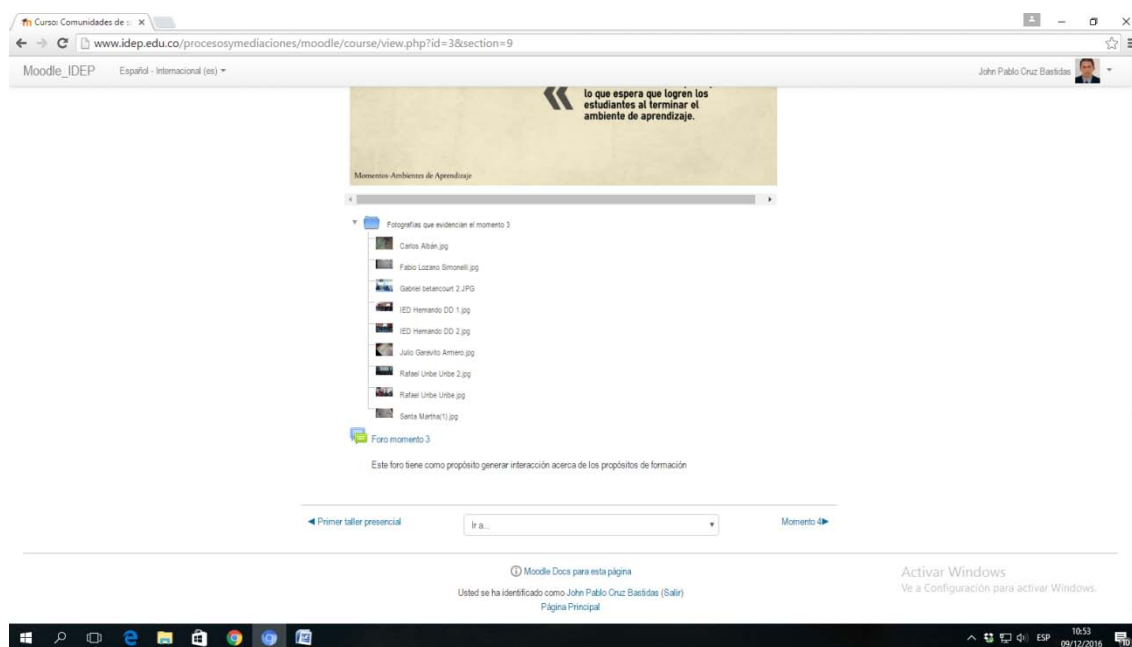 Curso: Comunidades de s
www.idep.edu.co/procesosymediaciones/moodle/course/view.php?id=3&section=9
Moodle_IDEP Español - Internacional (es) John Pablo Cruz Bastidas
lo que espera que logren los
estudiantes al terminar el
ambiente de aprendizaje.
Momentos-Ambientes de Aprendizaje
Fotografías que evidencian el momento 3
Carlos Albán.jpg
Fabio Lozano Simonelli.jpg
Gabriel betancourt 2.JPG
IED Hernando DD 1.jpg
IED Hernando DD 2.jpg
Julio Garavito Armero.jpg
Rafael Uribe Uribe 2.jpg
Rafael Uribe Uribe.jpg
Santa Martha(1).jpg
Foro momento 3
Este foro tiene como propósito generar interacción acerca de los propósitos de formación
Primer taller presencial Ir a... Momento 4
Moodle Docs para esta página
Usted se ha identificado como John Pablo Cruz Bastidas (Salir)
Página Principal
Activar Windows
Ve a Configuración para activar Windows.
ESP 10:53
09/12/2016